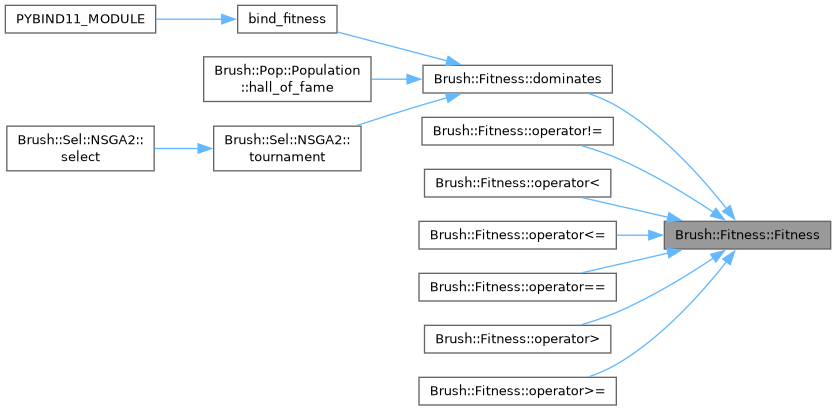 PYBIND11_MODULE
bind_fitness
Brush::Pop::Population
::hall_of_fame
Brush::Fitness::dominates
Brush::Sel::NSGA2::
select
Brush::Sel::NSGA2::
tournament
Brush::Fitness::operator!=
Brush::Fitness::operator<
Brush::Fitness::operator<=
Brush::Fitness::Fitness
Brush::Fitness::operator==
Brush::Fitness::operator>
Brush::Fitness::operator>=